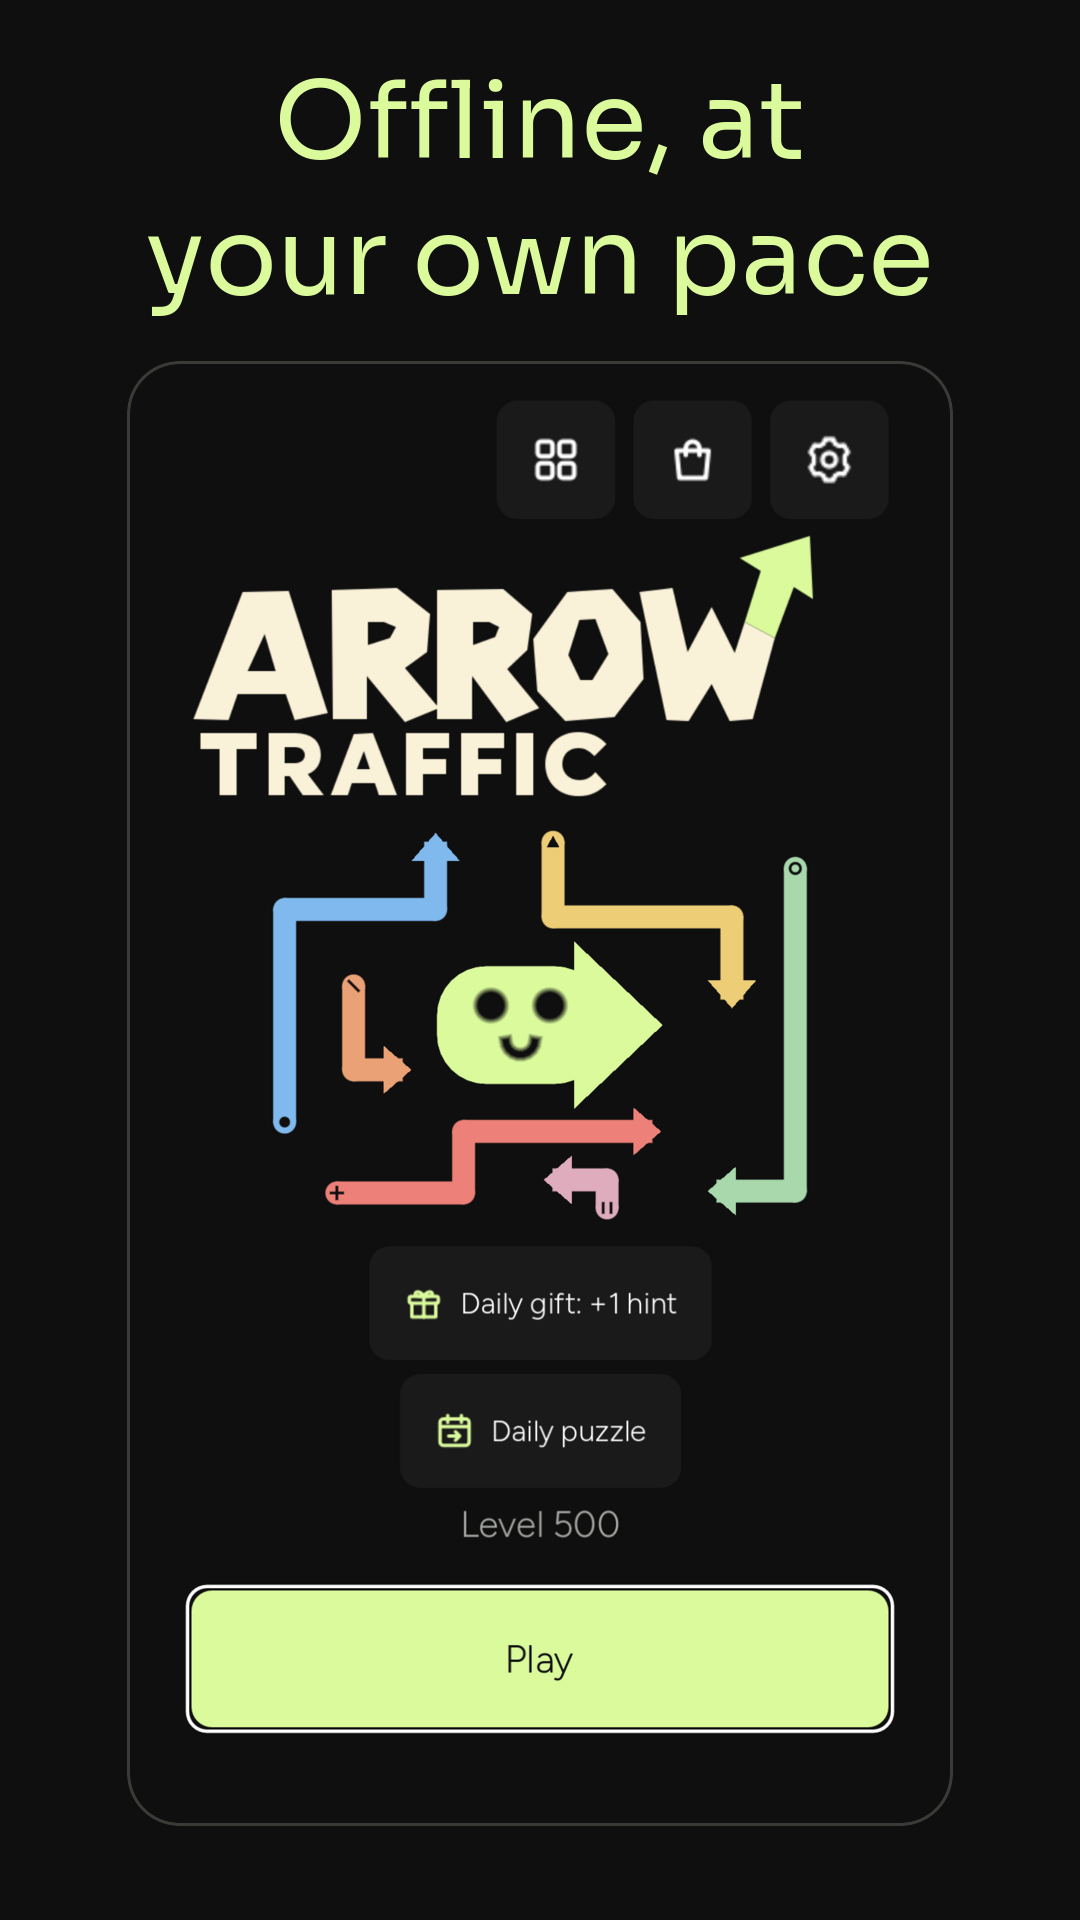 Offline, at
your own pace
ARROW
TRAFFIC
Daily gift: +1 hint
Daily puzzle
Level 500
Play